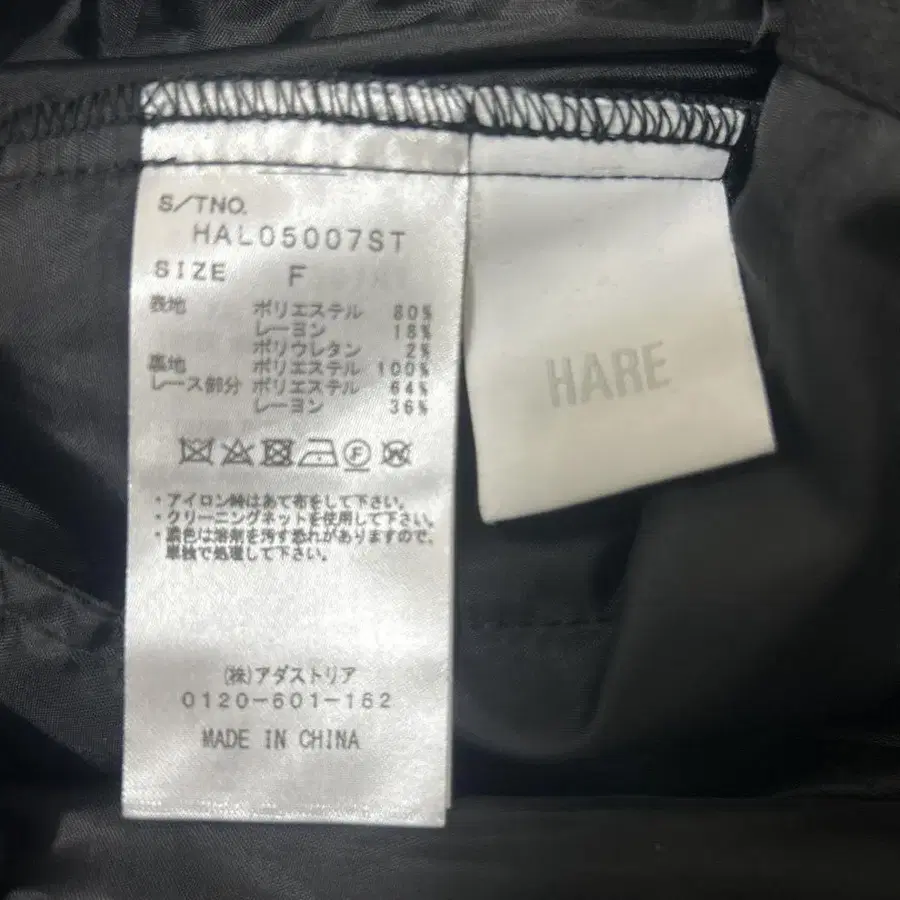 S/TNO.
HAL05007ST
SIZE F
表地 ポリエステル 80%
レーヨン 18%
ポリウレタン 2%
裏地 ポリエステル 100%
レース部分 ポリエステル 64%
レーヨン 36%
F
W
・アイロン時はあて布をして下さい。
・クリーニングネットを使用して下さい。
・濃色は溶剤を汚す恐れがありますので、
単独で処理して下さい。
(株)アダストリア
0120-601-162
MADE IN CHINA
HARE